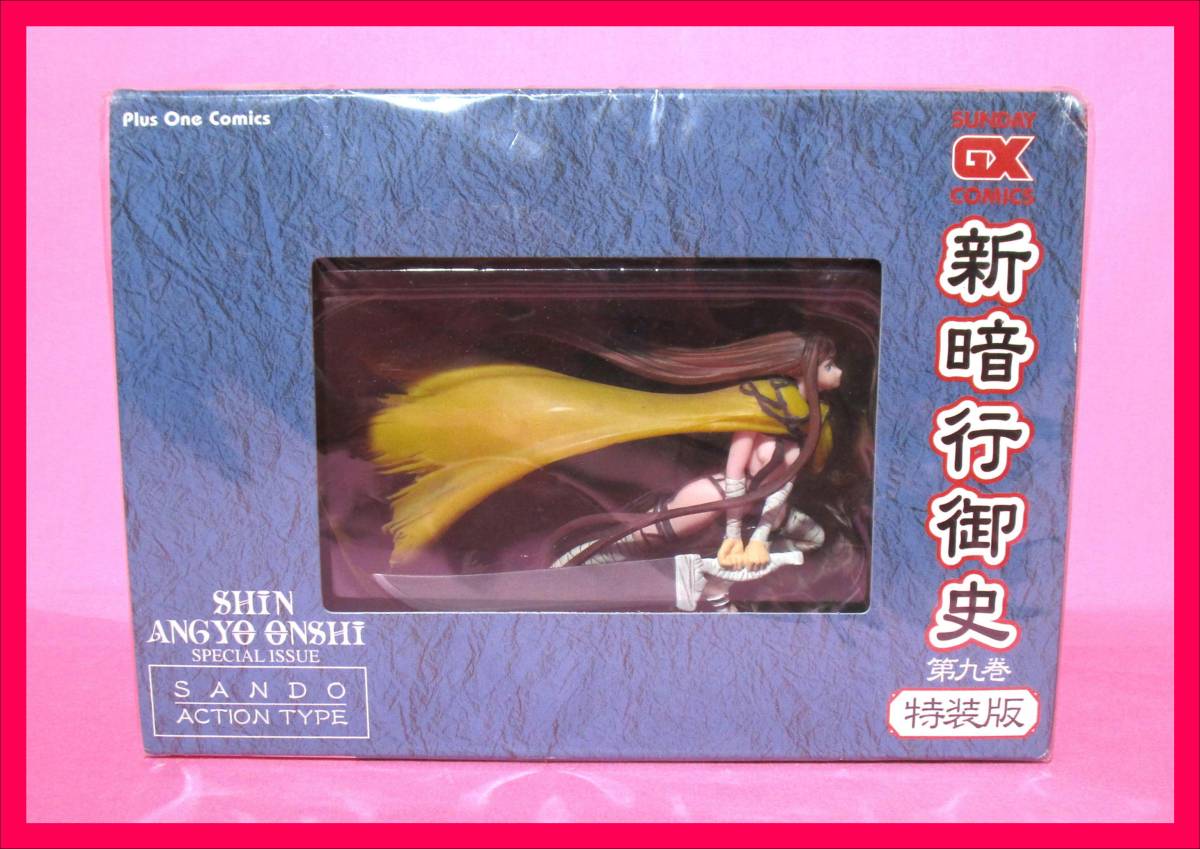 Plus One Comics
SUNDAY
GX
COMICS
新暗行御史
第九巻
特装版
SHIN
ANGYO ONSHI
SPECIAL ISSUE
SANDO
ACTION TYPE